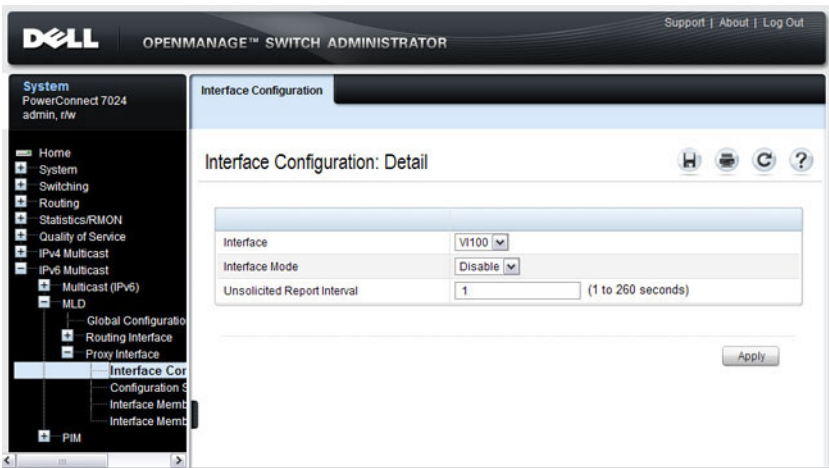 Support | About | Log Out
DELL OPENMANAGE™ SWITCH ADMINISTRATOR
System
PowerConnect 7024
admin, r/w
Home
System
Switching
Routing
Statistics/RMON
Quality of Service
IPv4 Multicast
IPv6 Multicast
Multicast (IPv6)
MLD
Global Configuratio
Routing Interface
Proxy Interface
Interface Cor
Configuration S
Interface Memb
Interface Memb
PIM
Interface Configuration
Interface Configuration: Detail
Interface Vl100
Interface Mode Disable
Unsolicited Report Interval 1 (1 to 260 seconds)
Apply